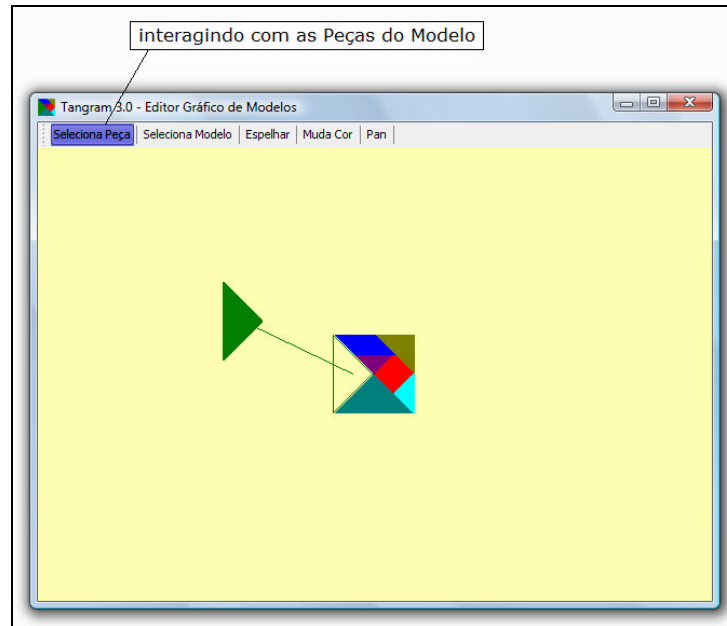 interagindo com as Peças do Modelo
Tangram 3.0 - Editor Gráfico de Modelos
Seleciona Peça Seleciona Modelo Espelhar Muda Cor Pan